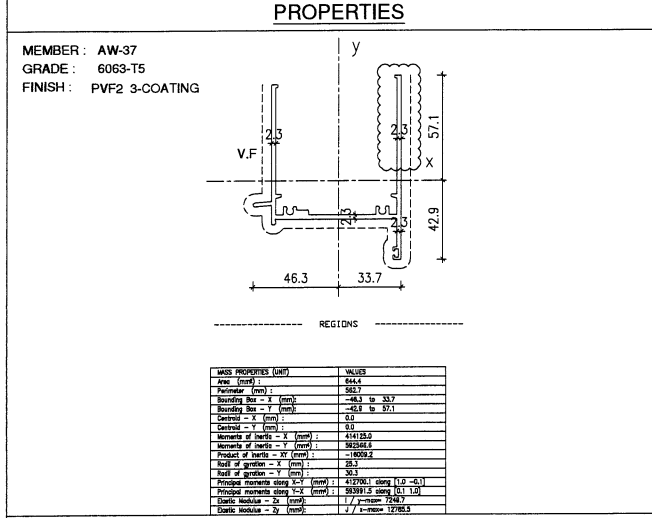 PROPERTIES
MEMBER : AW-37
GRADE : 6063-T5
FINISH : PVF2 3-COATING
y
2.3
2.3
57.1
V.F
x
2.3
2.3
42.9
46.3
33.7
REGIONS
MASS PROPERTIES (UNIT) VALUES
Area (mm²) : 644.4
Perimeter (mm) : 562.7
Bounding Box - X (mm): -46.3 to 33.7
Bounding Box - Y (mm): -42.9 to 57.1
Centroid - X (mm) : 0.0
Centroid - Y (mm) : 0.0
Moments of inertia - X (mm⁴) : 414125.0
Moments of inertia - Y (mm⁴) : 592566.6
Product of inertia - XY (mm⁴) : -16009.2
Radii of gyration - X (mm) : 25.3
Radii of gyration - Y (mm) : 30.3
Principal moments along X-Y (mm⁴) : 412700.1 along [1.0 -0.1]
Principal moments along Y-X (mm⁴) : 593991.5 along [0.1 1.0]
Elastic Modulus - Zx (mm³): I / y-max= 7249.7
Elastic Modulus - Zy (mm³): J / x-max= 12785.5